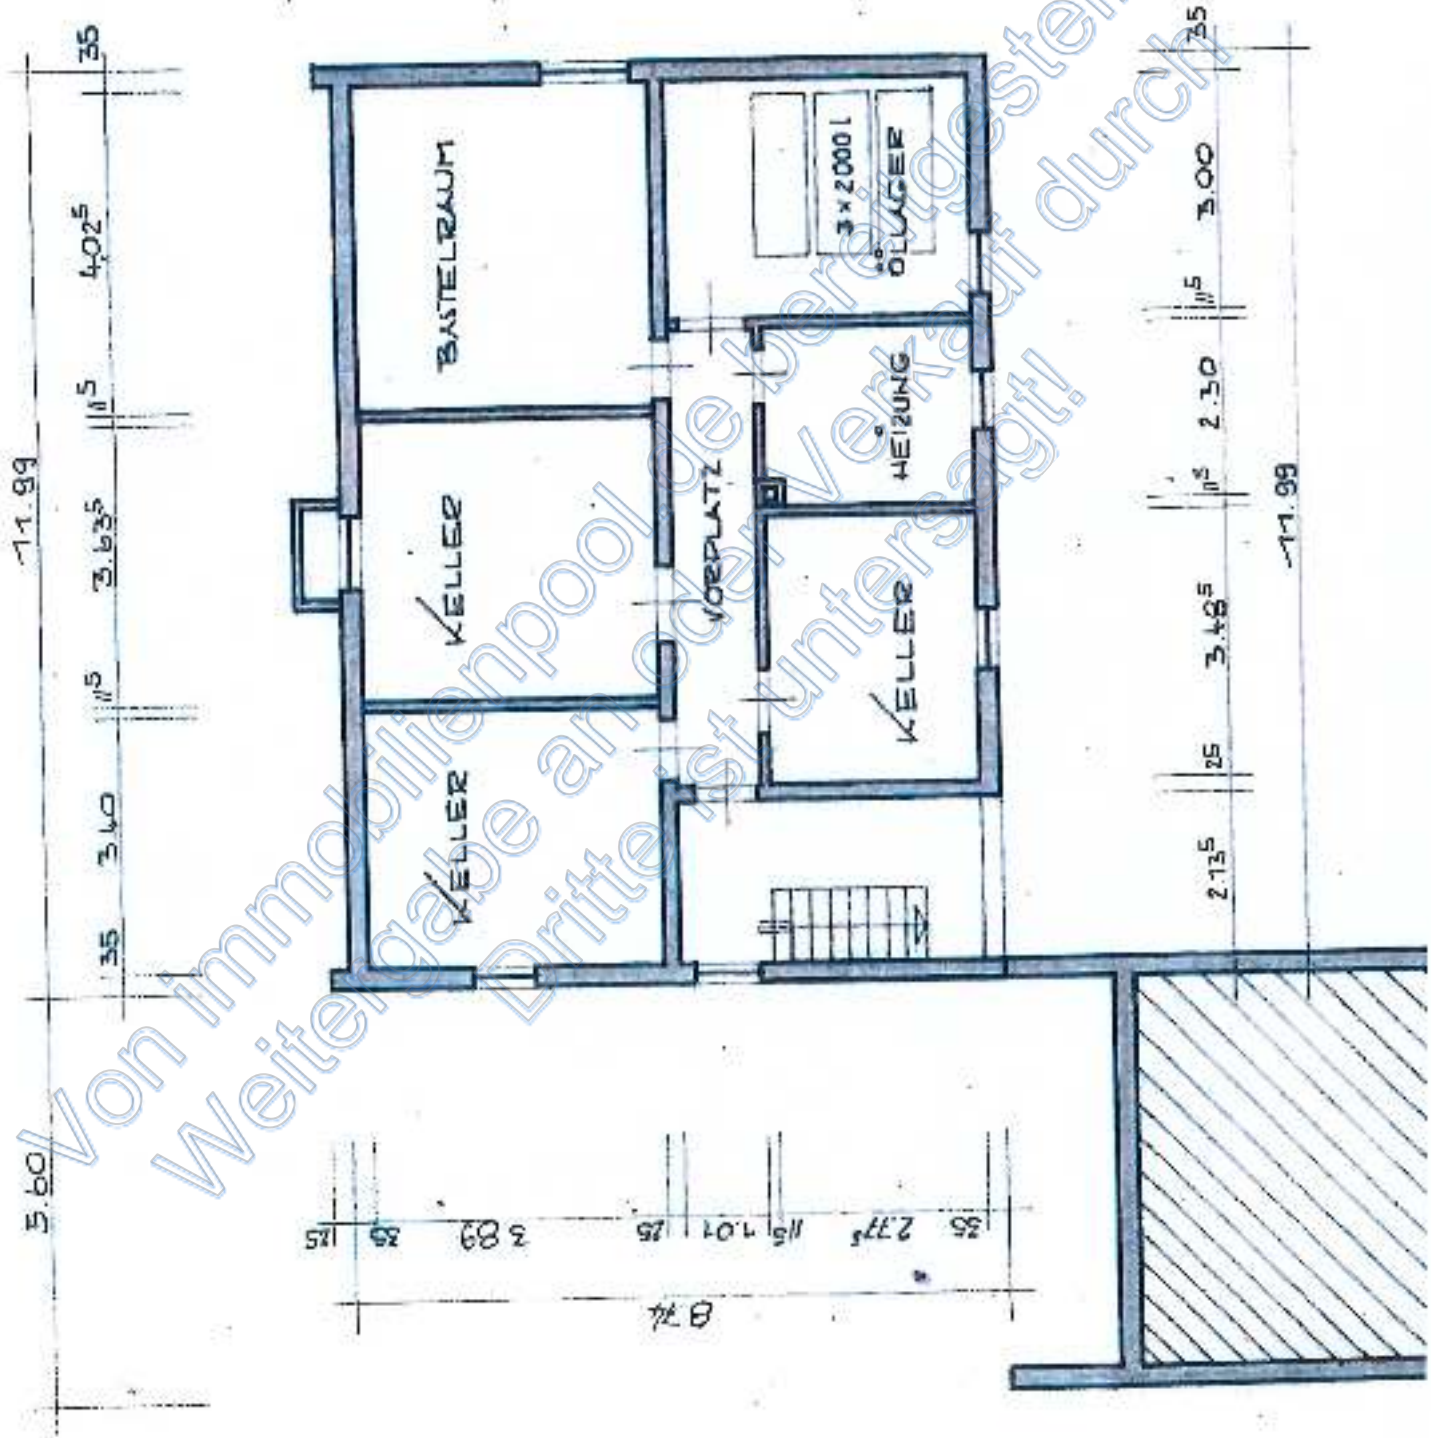 35
4,02⁵
11⁵
3.63⁵
11⁵
3.40
35
11.99
5.60
BASTELRAUM
KELLER
KELLER
VORPLATZ
3×2000 l
ÖLLAGER
HEIZUNG
KELLER
35
3.00
11⁵
2.30
11⁵
3.48⁵
25
2.13⁵
11.99
35
3.89
25
1.01
11⁵
2.77⁵
35
8.74
Von immobilienpool.de bereitgestellt
Weitergabe an oder Verkauf durch
Dritte ist untersagt!